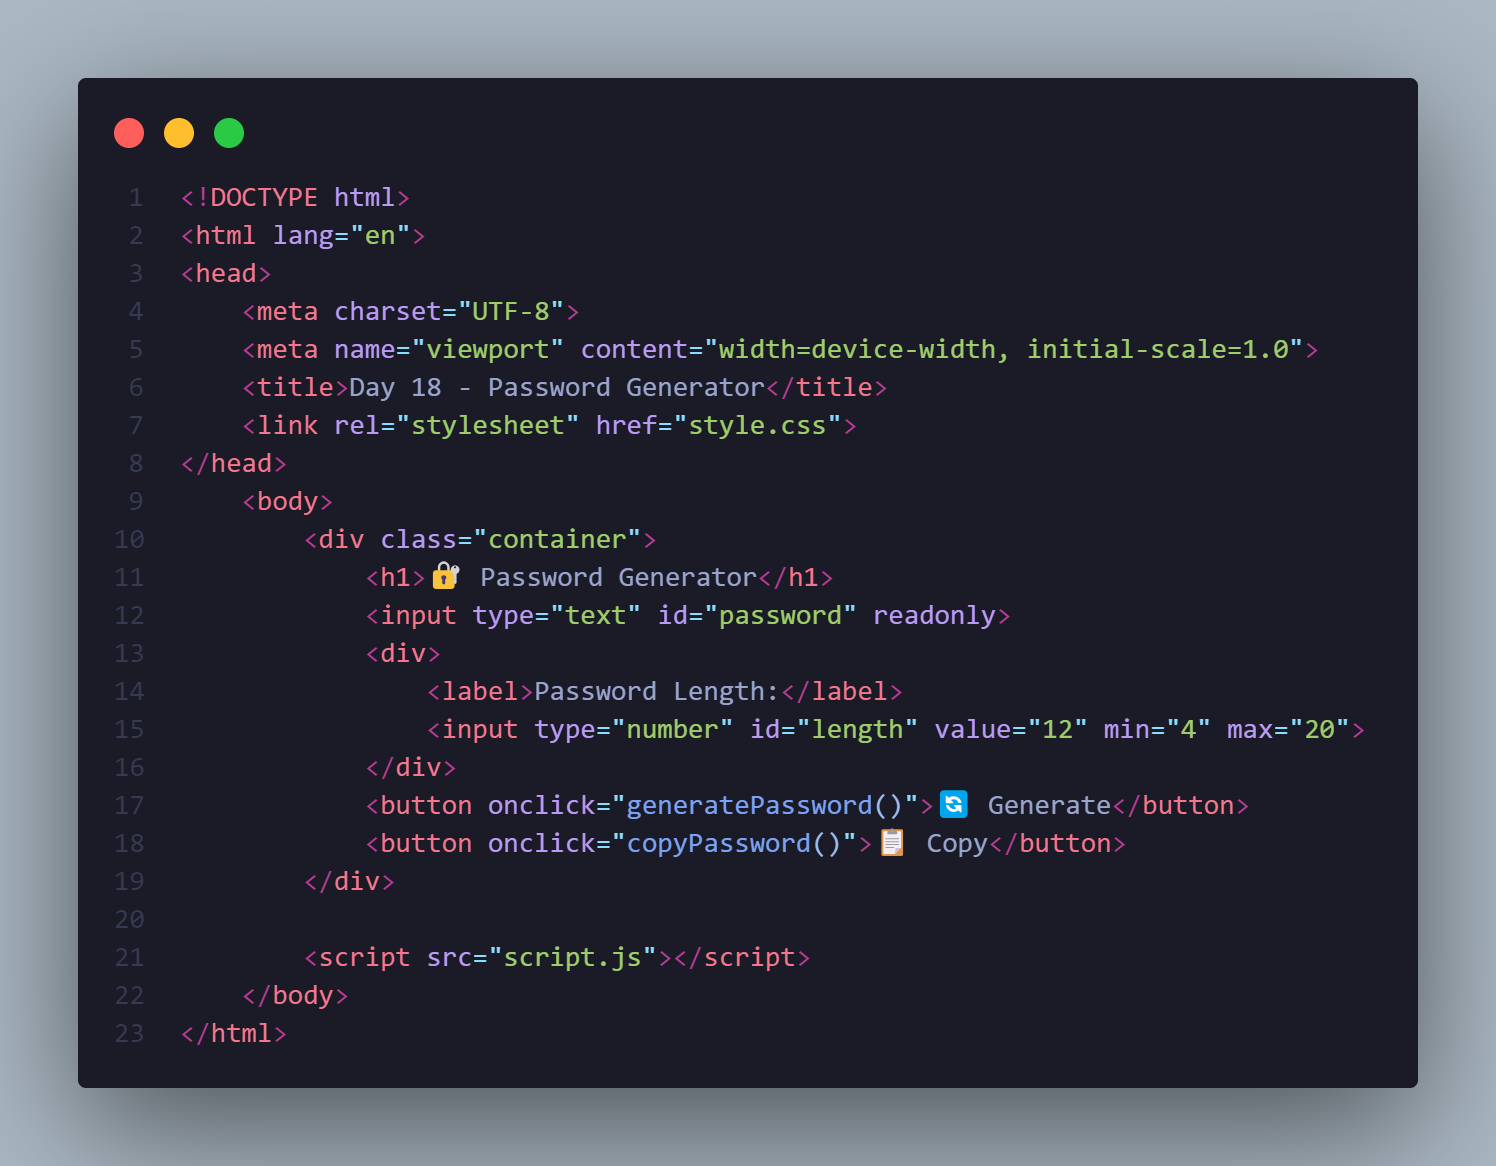 1 <!DOCTYPE html>
2 <html lang="en">
3 <head>
4     <meta charset="UTF-8">
5     <meta name="viewport" content="width=device-width, initial-scale=1.0">
6     <title>Day 18 - Password Generator</title>
7     <link rel="stylesheet" href="style.css">
8 </head>
9     <body>
10         <div class="container">
11             <h1>🔐 Password Generator</h1>
12             <input type="text" id="password" readonly>
13             <div>
14                 <label>Password Length:</label>
15                 <input type="number" id="length" value="12" min="4" max="20">
16             </div>
17             <button onclick="generatePassword()">🔄 Generate</button>
18             <button onclick="copyPassword()">📋 Copy</button>
19         </div>
20
21         <script src="script.js"></script>
22     </body>
23 </html>